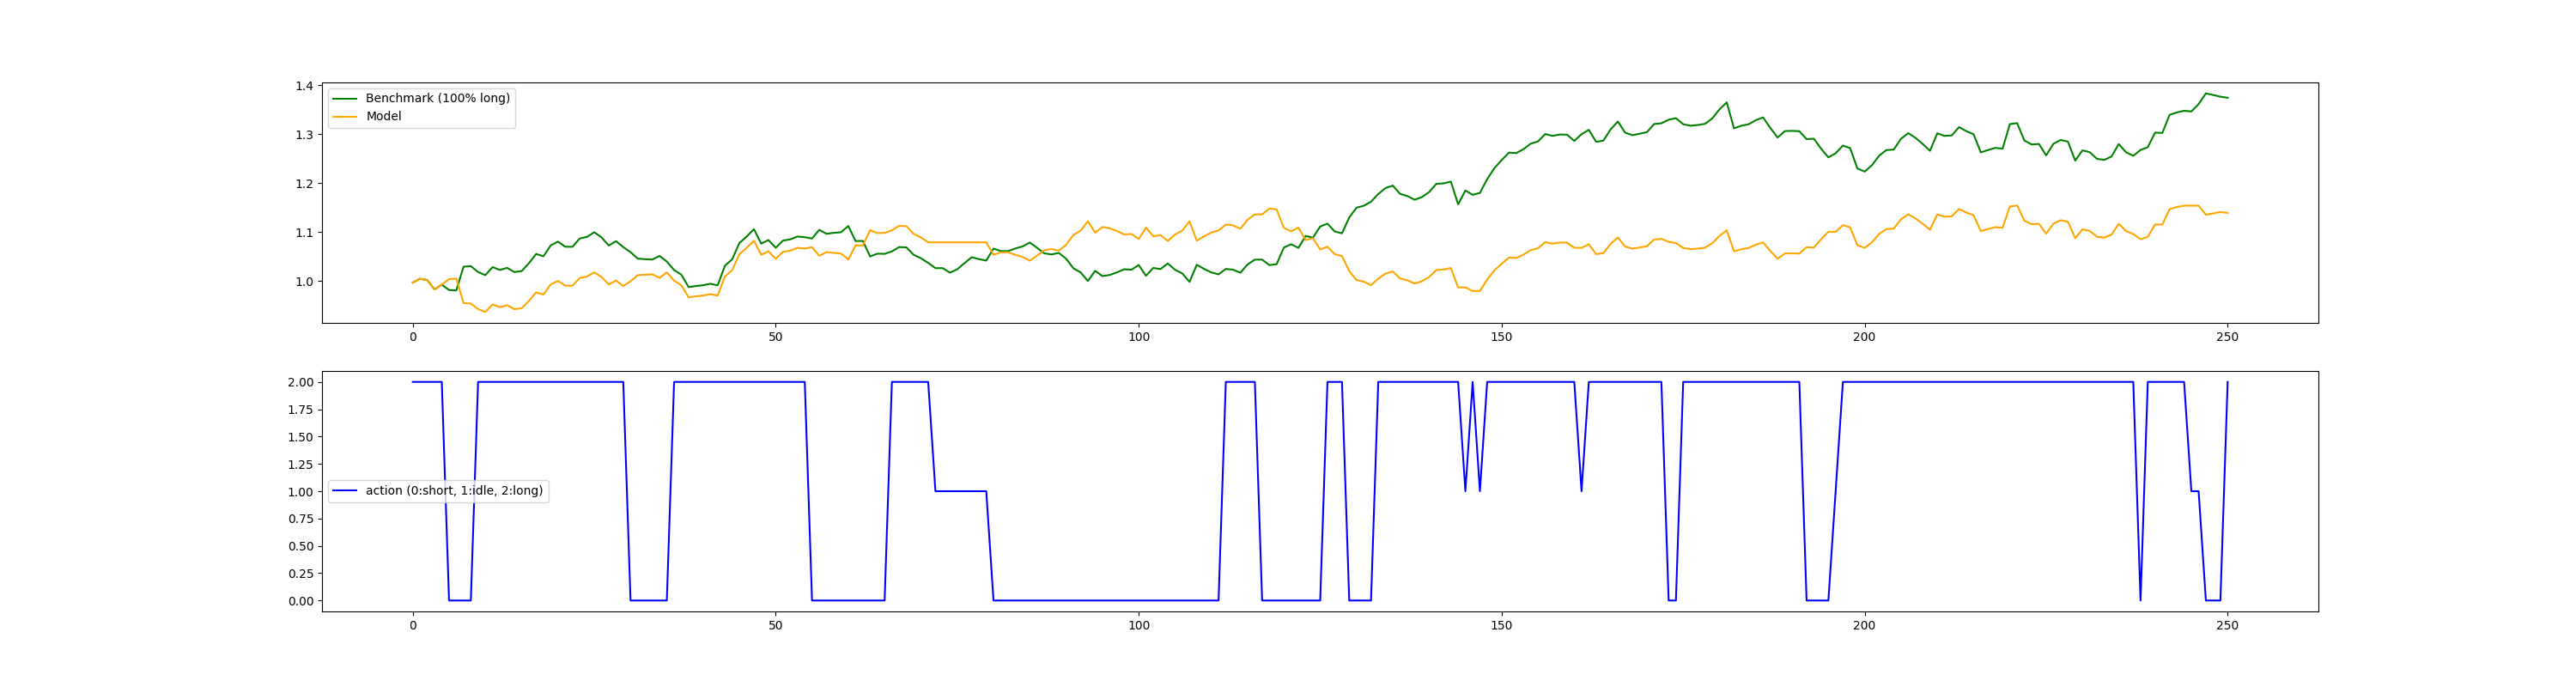 1.4
1.3
1.2
1.1
1.0
Benchmark (100% long)
Model
0 50 100 150 200 250
2.00
1.75
1.50
1.25
1.00
0.75
0.50
0.25
0.00
action (0:short, 1:idle, 2:long)
0 50 100 150 200 250